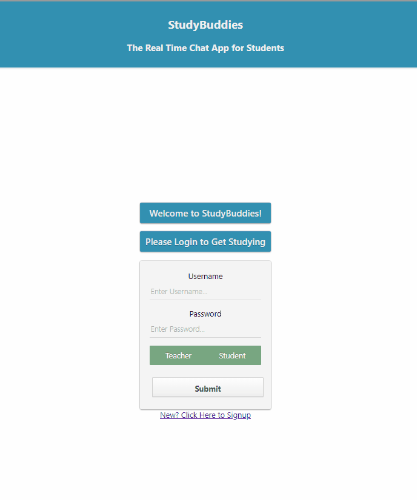 StudyBuddies
The Real Time Chat App for Students
Welcome to StudyBuddies!
Please Login to Get Studying
Username
Enter Username...
Password
Enter Password...
Teacher Student
Submit
New? Click Here to Signup